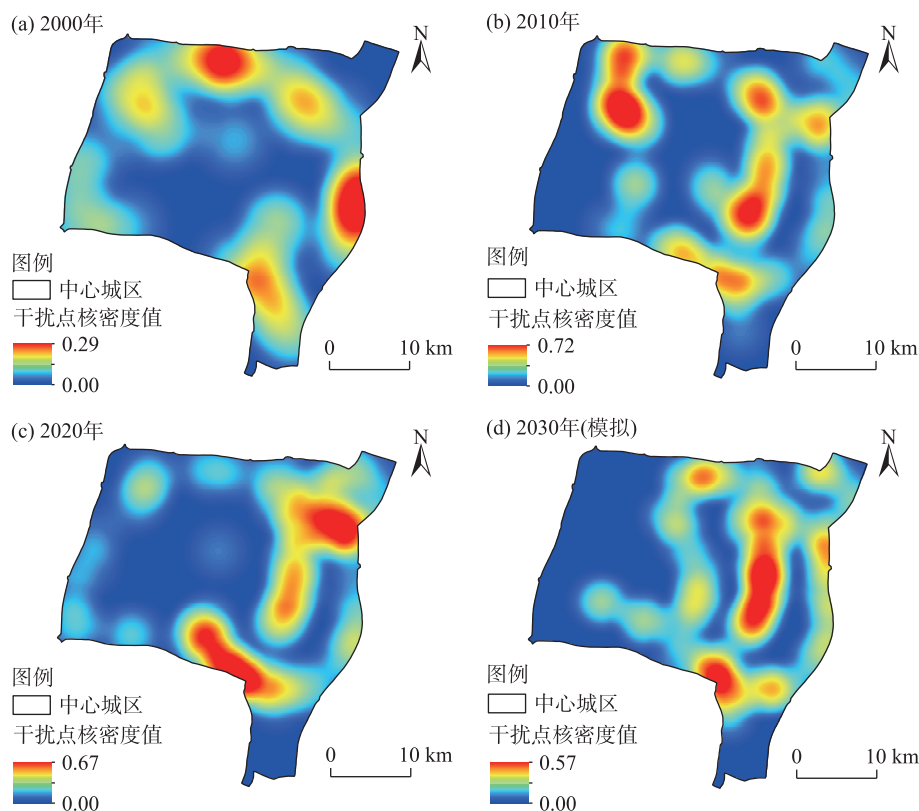 (a) 2000年
N
图例
中心城区
干扰点核密度值
0.29
0.00
0 10 km
(b) 2010年
N
图例
中心城区
干扰点核密度值
0.72
0.00
0 10 km
(c) 2020年
N
图例
中心城区
干扰点核密度值
0.67
0.00
0 10 km
(d) 2030年(模拟)
N
图例
中心城区
干扰点核密度值
0.57
0.00
0 10 km